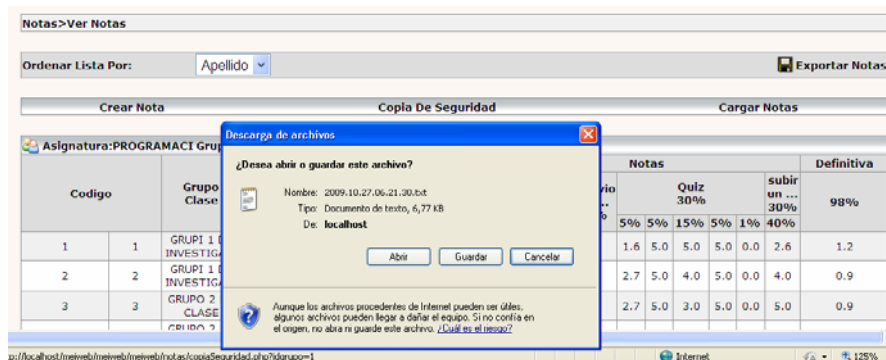 Notas>Ver Notas
Ordenar Lista Por: Apellido Exportar Notas
Crear Nota Copia De Seguridad Cargar Notas
Asignatura:PROGRAMACI Grup
Descarga de archivos
¿Desea abrir o guardar este archivo?
Nombre: 2009.10.27.06.21.30.txt
Tipo: Documento de texto, 6,77 KB
De: localhost
Abrir Guardar Cancelar
Aunque los archivos procedentes de Internet pueden ser útiles,
algunos archivos pueden llegar a dañar el equipo. Si no confía en
el origen, no abra ni guarde este archivo. ¿Cuál es el riesgo?
Notas Definitiva
Codigo Grupo
Clase
Quiz
30%
subir
un ...
30%
98%
5% 5% 15% 5% 1% 40%
1 1 GRUPI 1
INVESTIGA
1.6 5.0 5.0 5.0 0.0 2.6 1.2
2 2 GRUPI 1
INVESTIGA
2.7 5.0 4.0 5.0 0.0 4.0 0.9
3 3 GRUPO 2
CLASE
2.7 5.0 3.0 5.0 0.0 5.0 0.9
GRUPO 2
p://localhost/meiweb/meiweb/meiweb/notas/copiaSeguridad.php?idgrupo=1 Internet 125%